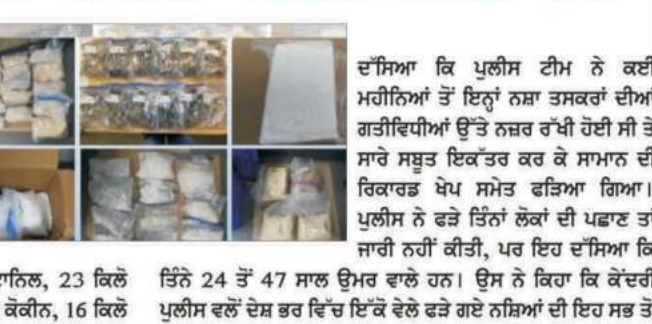 ਦੱਸਿਆ ਕਿ ਪੁਲੀਸ ਟੀਮ ਨੇ ਕਈ
ਮਹੀਨਿਆਂ ਤੋਂ ਇਨ੍ਹਾਂ ਨਸ਼ਾ ਤਸਕਰਾਂ ਦੀਆਂ
ਗਤੀਵਿਧੀਆਂ ਉੱਤੇ ਨਜ਼ਰ ਰੱਖੀ ਹੋਈ ਸੀ ਤੇ
ਸਾਰੇ ਸਬੂਤ ਇਕੱਤਰ ਕਰ ਕੇ ਸਾਮਾਨ ਦੀ
ਰਿਕਾਰਡ ਖੇਪ ਸਮੇਤ ਫੜਿਆ ਗਿਆ।
ਪੁਲੀਸ ਨੇ ਫੜੇ ਤਿੰਨਾਂ ਲੋਕਾਂ ਦੀ ਪਛਾਣ ਤਾਂ
ਜਾਰੀ ਨਹੀਂ ਕੀਤੀ, ਪਰ ਇਹ ਦੱਸਿਆ ਕਿ
23 ਕਿਲੋ
ਕੋਕੀਨ, 16 ਕਿਲੋ
ਤਿੰਨੇ 24 ਤੋਂ 47 ਸਾਲ ਉਮਰ ਵਾਲੇ ਹਨ। ਉਸ ਨੇ ਕਿਹਾ ਕਿ ਕੇਂਦਰੀ
ਪੁਲੀਸ ਵਲੋਂ ਦੇਸ਼ ਭਰ ਵਿੱਚ ਇੱਕੋ ਵੇਲੇ ਫੜੇ ਗਏ ਨਸ਼ਿਆਂ ਦੀ ਇਹ ਸਭ ਤੋਂ